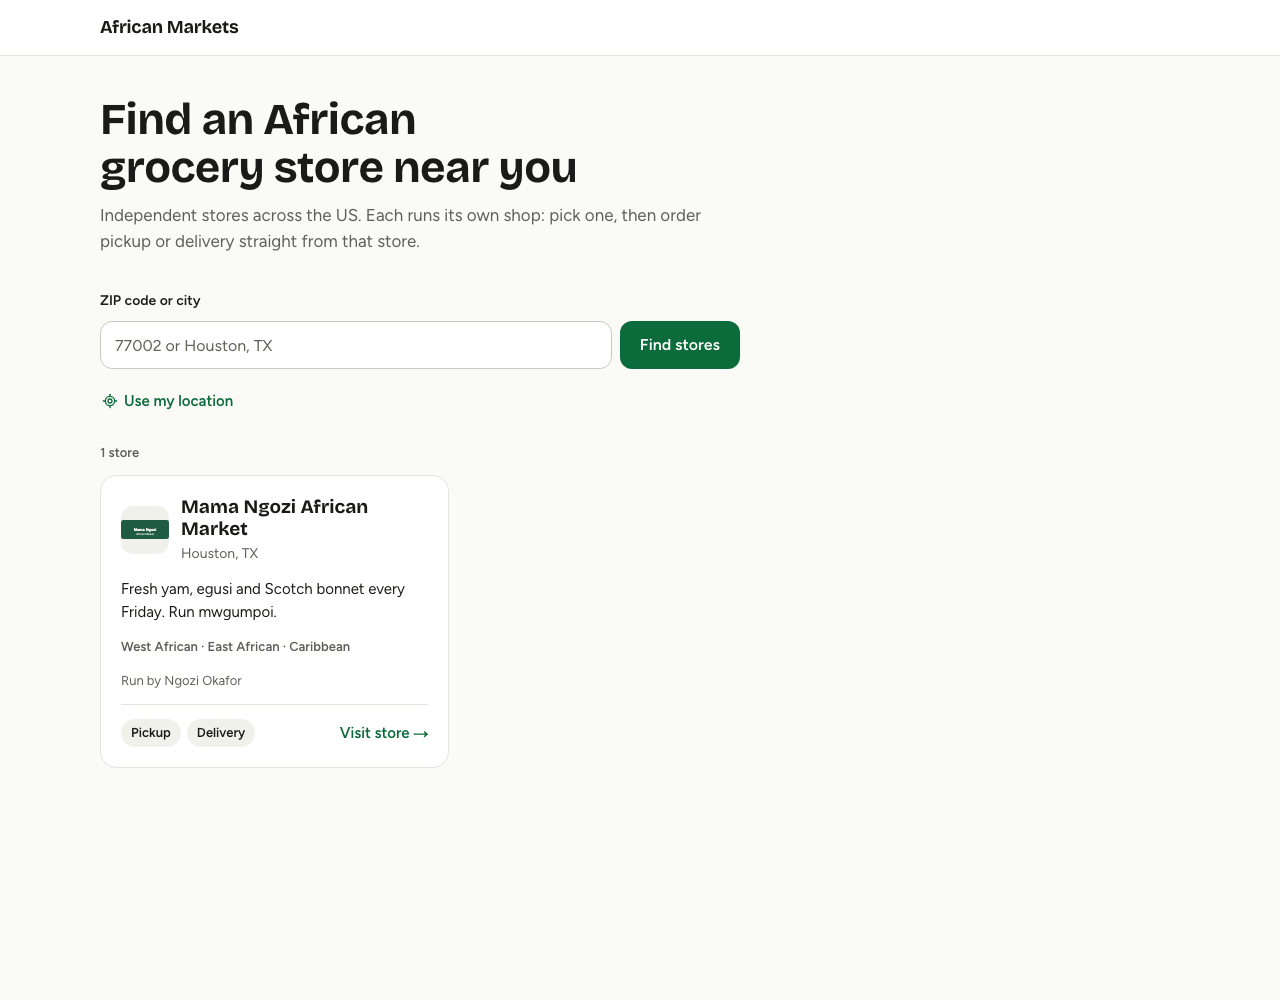 African Markets
Find an African
grocery store near you
Independent stores across the US. Each runs its own shop: pick one, then order
pickup or delivery straight from that store.
ZIP code or city
77002 or Houston, TX
Find stores
Use my location
1 store
Mama Ngozi
Mama Ngozi African
Market
Houston, TX
Fresh yam, egusi and Scotch bonnet every
Friday. Run mwgumpoi.
West African · East African · Caribbean
Run by Ngozi Okafor
Pickup
Delivery
Visit store →